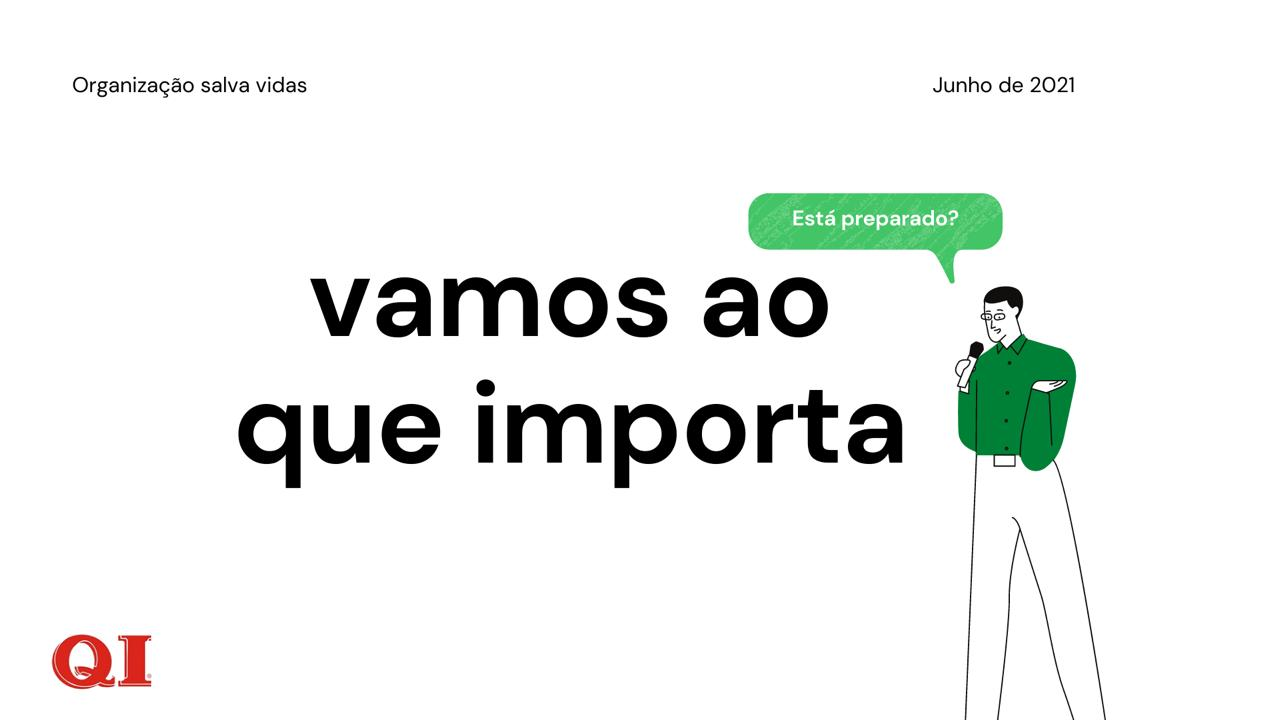 Organização salva vidas
Junho de 2021
Está preparado?
vamos ao
que importa
QI